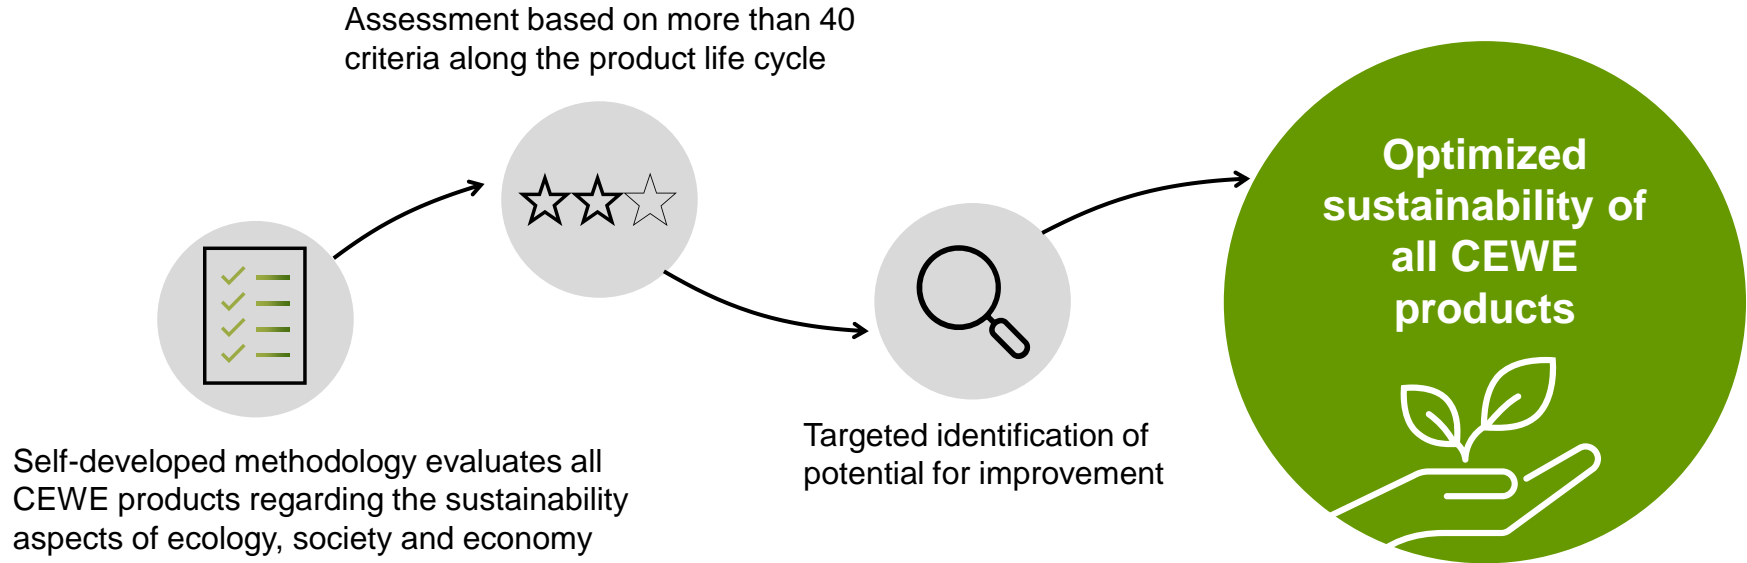 Assessment based on more than 40
criteria along the product life cycle
Self-developed methodology evaluates all
CEWE products regarding the sustainability
aspects of ecology, society and economy
Targeted identification of
potential for improvement
Optimized
sustainability of
all CEWE
products